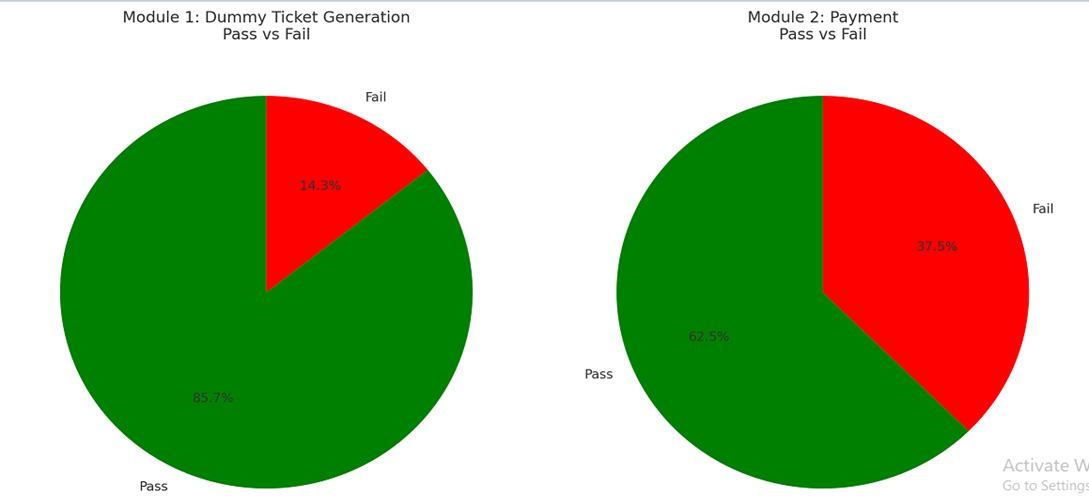 Module 1: Dummy Ticket Generation
Pass vs Fail
Fail
14.3%
85.7%
Pass
Module 2: Payment
Pass vs Fail
Fail
37.5%
62.5%
Pass
Activate W
Go to Settings